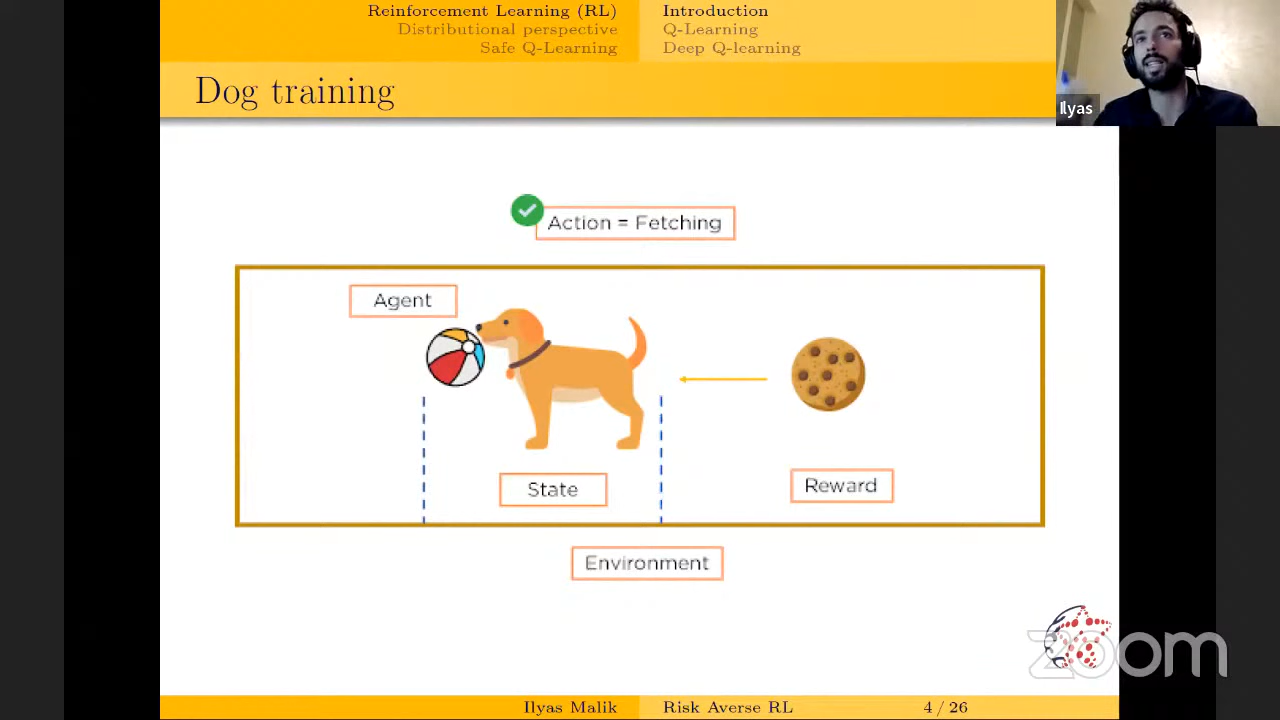 Reinforcement Learning (RL)
Distributional perspective
Safe Q-Learning
Introduction
Q-Learning
Deep Q-learning
Dog training
Ilyas
Action = Fetching
Agent
State
Reward
Environment
zoom
Ilyas Malik
Risk Averse RL
4 / 26